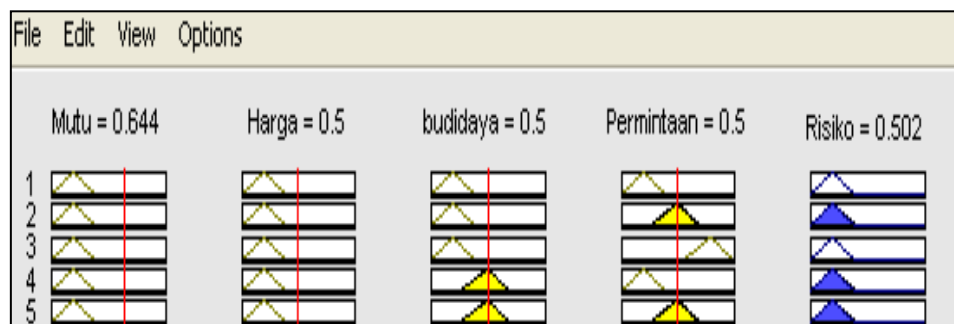 File Edit View Options
Mutu = 0.644 Harga = 0.5 budidaya = 0.5 Permintaan = 0.5 Risiko = 0.502
1
2
3
4
5